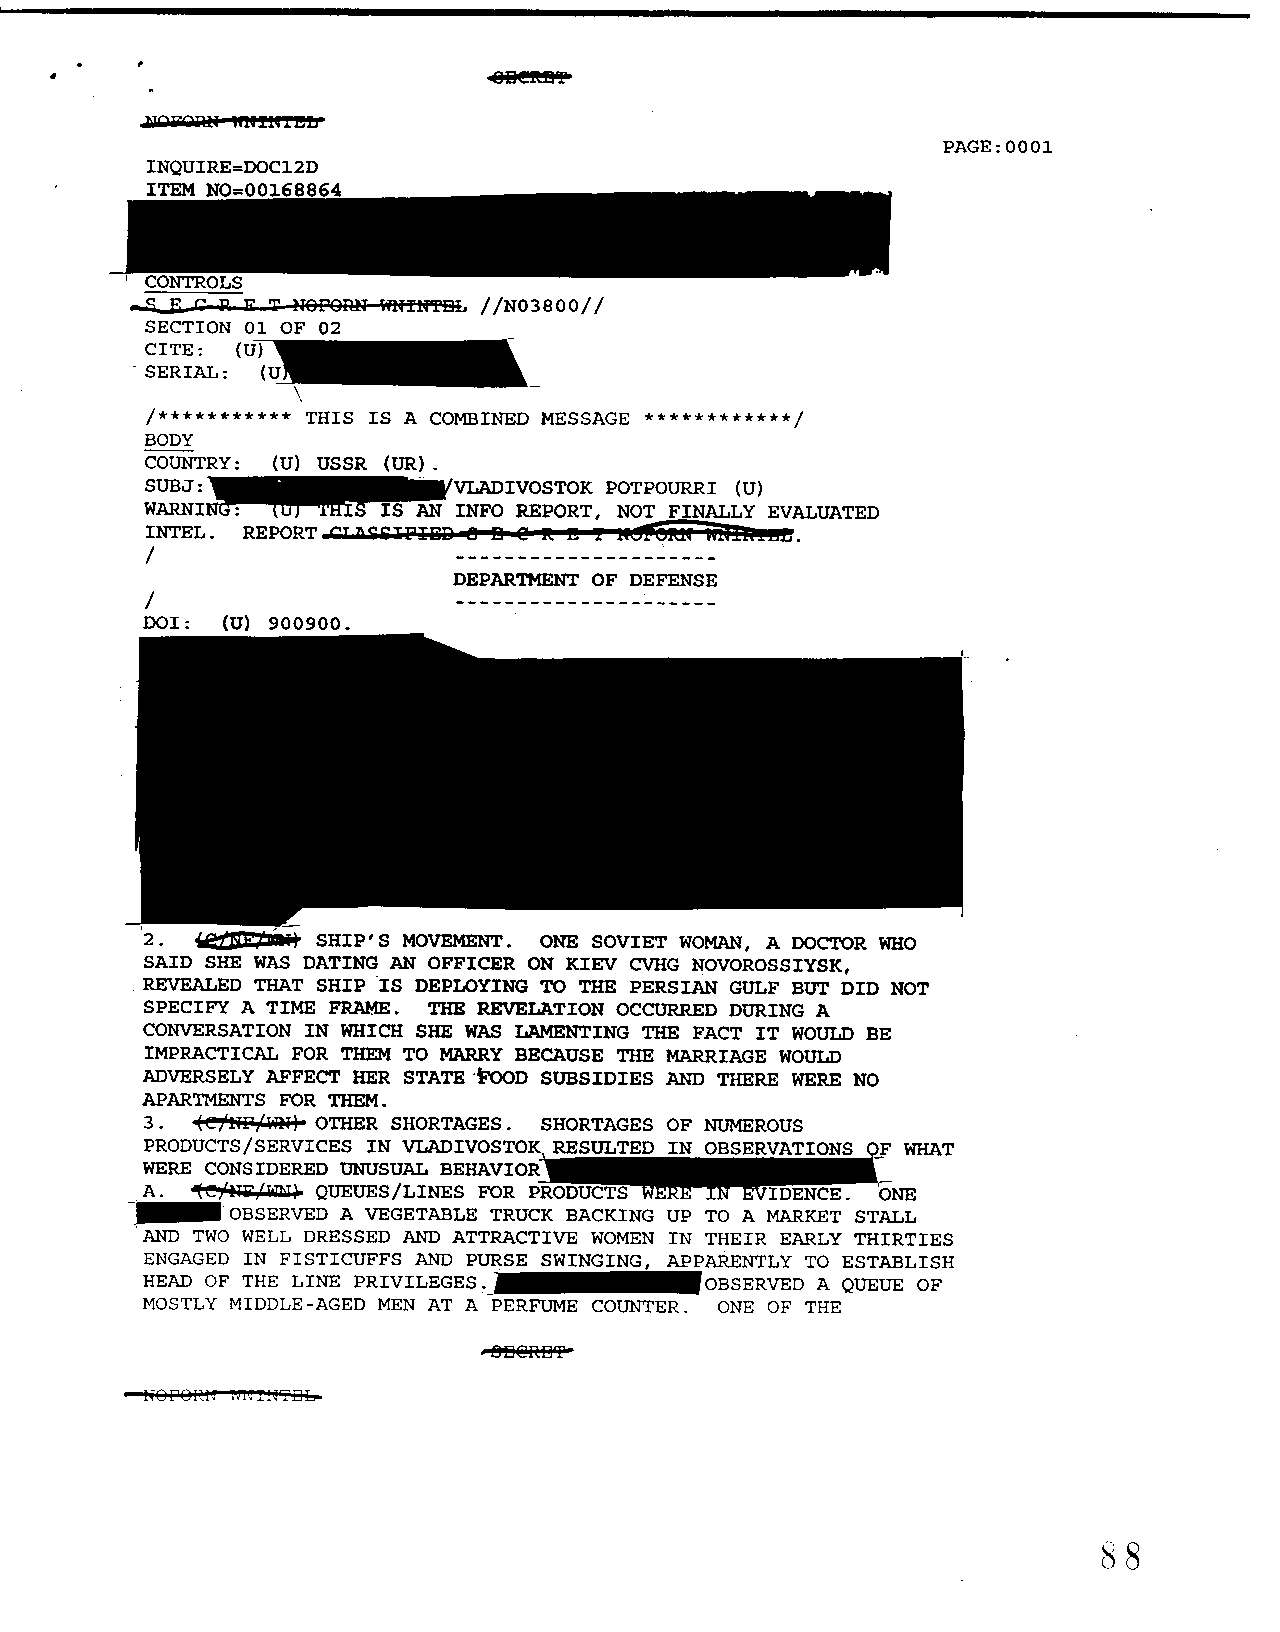 SECRET
NOFORN WNINTEL
PAGE:0001
INQUIRE=DOC12D
ITEM NO=00168864
CONTROLS
S E C R E T NOFORN WNINTEL //N03800//
SECTION 01 OF 02
CITE: (U)
SERIAL: (U)
/*********** THIS IS A COMBINED MESSAGE ************/
BODY
COUNTRY: (U) USSR (UR).
SUBJ: /VLADIVOSTOK POTPOURRI (U)
WARNING: (U) THIS IS AN INFO REPORT, NOT FINALLY EVALUATED
INTEL. REPORT CLASSIFIED S E C R E T NOFORN WNINTEL.
/ ---------------------
DEPARTMENT OF DEFENSE
/ ---------------------
DOI: (U) 900900.
2. (C/NF/WN) SHIP'S MOVEMENT. ONE SOVIET WOMAN, A DOCTOR WHO
SAID SHE WAS DATING AN OFFICER ON KIEV CVHG NOVOROSSIYSK,
REVEALED THAT SHIP IS DEPLOYING TO THE PERSIAN GULF BUT DID NOT
SPECIFY A TIME FRAME. THE REVELATION OCCURRED DURING A
CONVERSATION IN WHICH SHE WAS LAMENTING THE FACT IT WOULD BE
IMPRACTICAL FOR THEM TO MARRY BECAUSE THE MARRIAGE WOULD
ADVERSELY AFFECT HER STATE FOOD SUBSIDIES AND THERE WERE NO
APARTMENTS FOR THEM.
3. (C/NF/WN) OTHER SHORTAGES. SHORTAGES OF NUMEROUS
PRODUCTS/SERVICES IN VLADIVOSTOK RESULTED IN OBSERVATIONS OF WHAT
WERE CONSIDERED UNUSUAL BEHAVIOR
A. (C/NF/WN) QUEUES/LINES FOR PRODUCTS WERE IN EVIDENCE. ONE
OBSERVED A VEGETABLE TRUCK BACKING UP TO A MARKET STALL
AND TWO WELL DRESSED AND ATTRACTIVE WOMEN IN THEIR EARLY THIRTIES
ENGAGED IN FISTICUFFS AND PURSE SWINGING, APPARENTLY TO ESTABLISH
HEAD OF THE LINE PRIVILEGES. OBSERVED A QUEUE OF
MOSTLY MIDDLE-AGED MEN AT A PERFUME COUNTER. ONE OF THE
SECRET
NOFORN WNINTEL
88